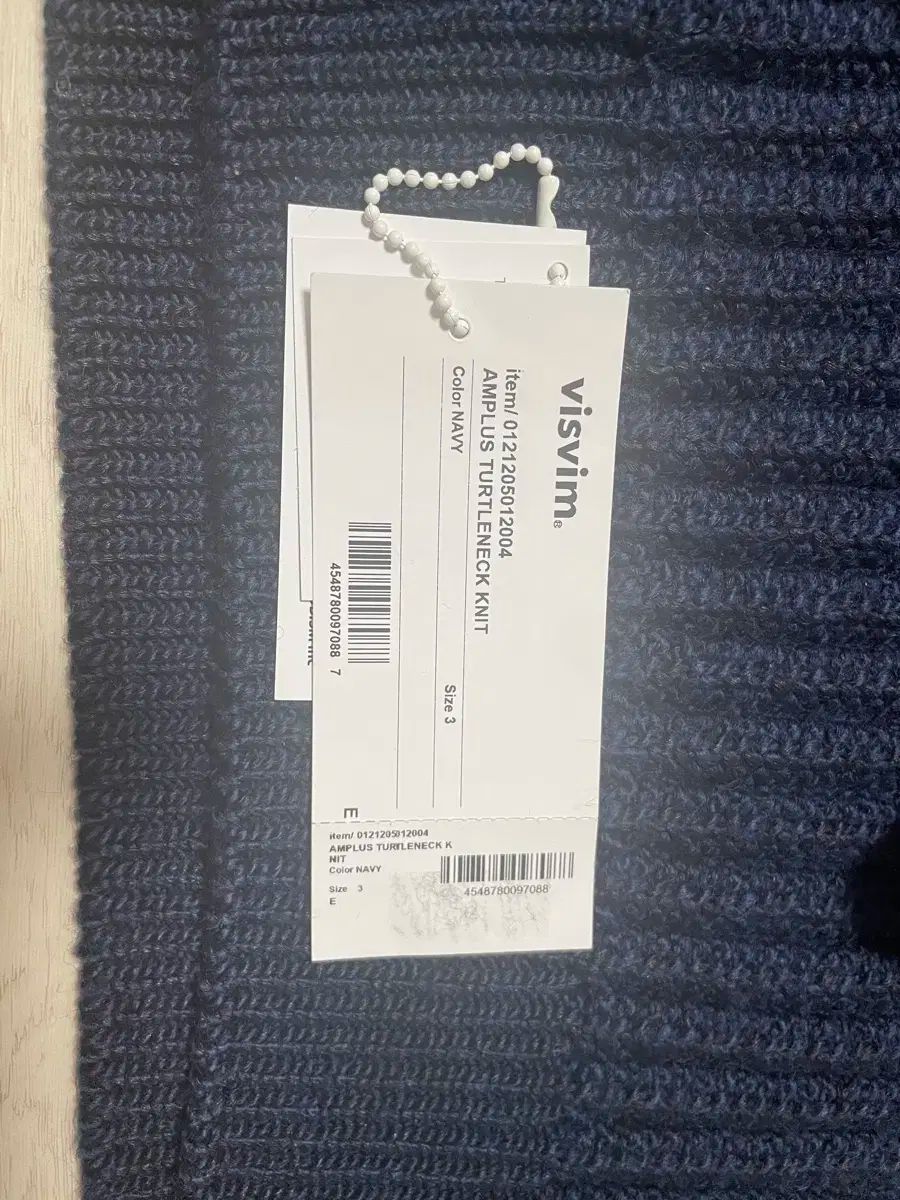 visvim®
item/ 0121205012004
AMPLUS TURTLENECK KNIT
Color NAVY
Size 3
4548780097088 7
E
item/ 0121205012004
AMPLUS TURTLENECK K
NIT
Color NAVY
Size 3
E
4548780097088